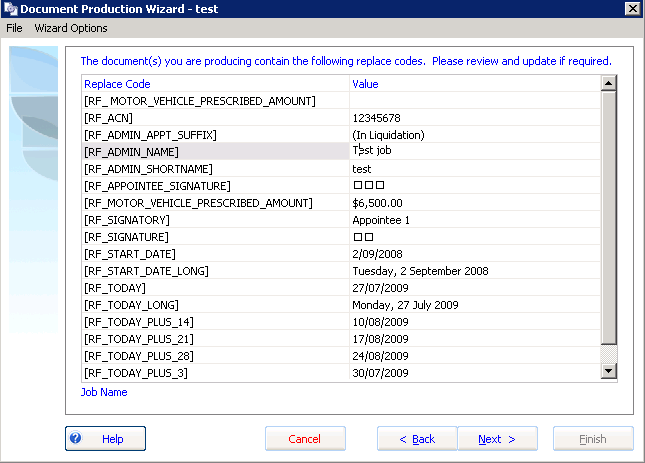 Document Production Wizard - test
File Wizard Options
The document(s) you are producing contain the following replace codes. Please review and update if required.
Replace Code Value
[RF_ MOTOR_VEHICLE_PRESCRIBED_AMOUNT]
[RF_ACN] 12345678
[RF_ADMIN_APPT_SUFFIX] (In Liquidation)
[RF_ADMIN_NAME] Test job
[RF_ADMIN_SHORTNAME] test
[RF_APPOINTEE_SIGNATURE] □□□
[RF_MOTOR_VEHICLE_PRESCRIBED_AMOUNT] $6,500.00
[RF_SIGNATORY] Appointee 1
[RF_SIGNATURE] □□
[RF_START_DATE] 2/09/2008
[RF_START_DATE_LONG] Tuesday, 2 September 2008
[RF_TODAY] 27/07/2009
[RF_TODAY_LONG] Monday, 27 July 2009
[RF_TODAY_PLUS_14] 10/08/2009
[RF_TODAY_PLUS_21] 17/08/2009
[RF_TODAY_PLUS_28] 24/08/2009
[RF_TODAY_PLUS_3] 30/07/2009
Job Name
Help Cancel < Back Next > Finish